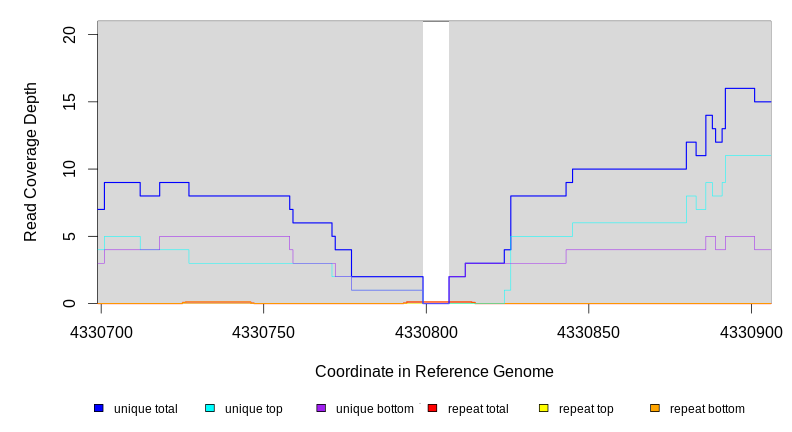 20
15
10
5
0
Read Coverage Depth
4330700 4330750 4330800 4330850 4330900
Coordinate in Reference Genome
unique total unique top unique bottom repeat total repeat top repeat bottom